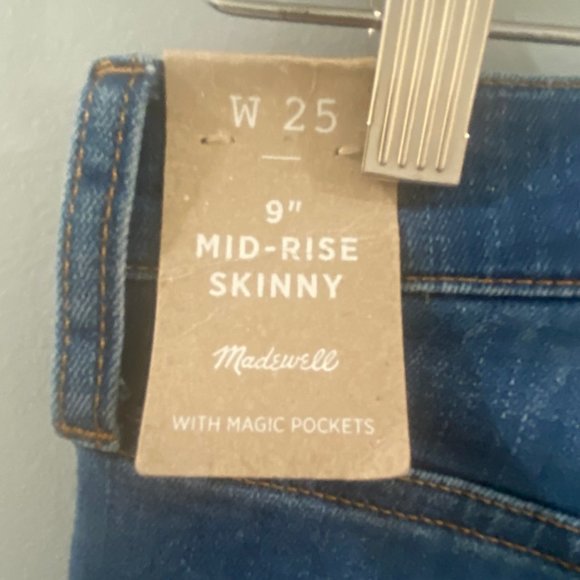 W 25
9"
MID-RISE
SKINNY
Madewell
WITH MAGIC POCKETS